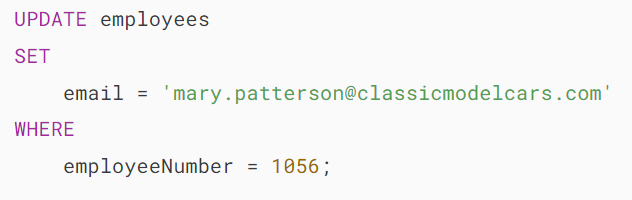 UPDATE employees
SET
    email = 'mary.patterson@classicmodelcars.com'
WHERE
    employeeNumber = 1056;